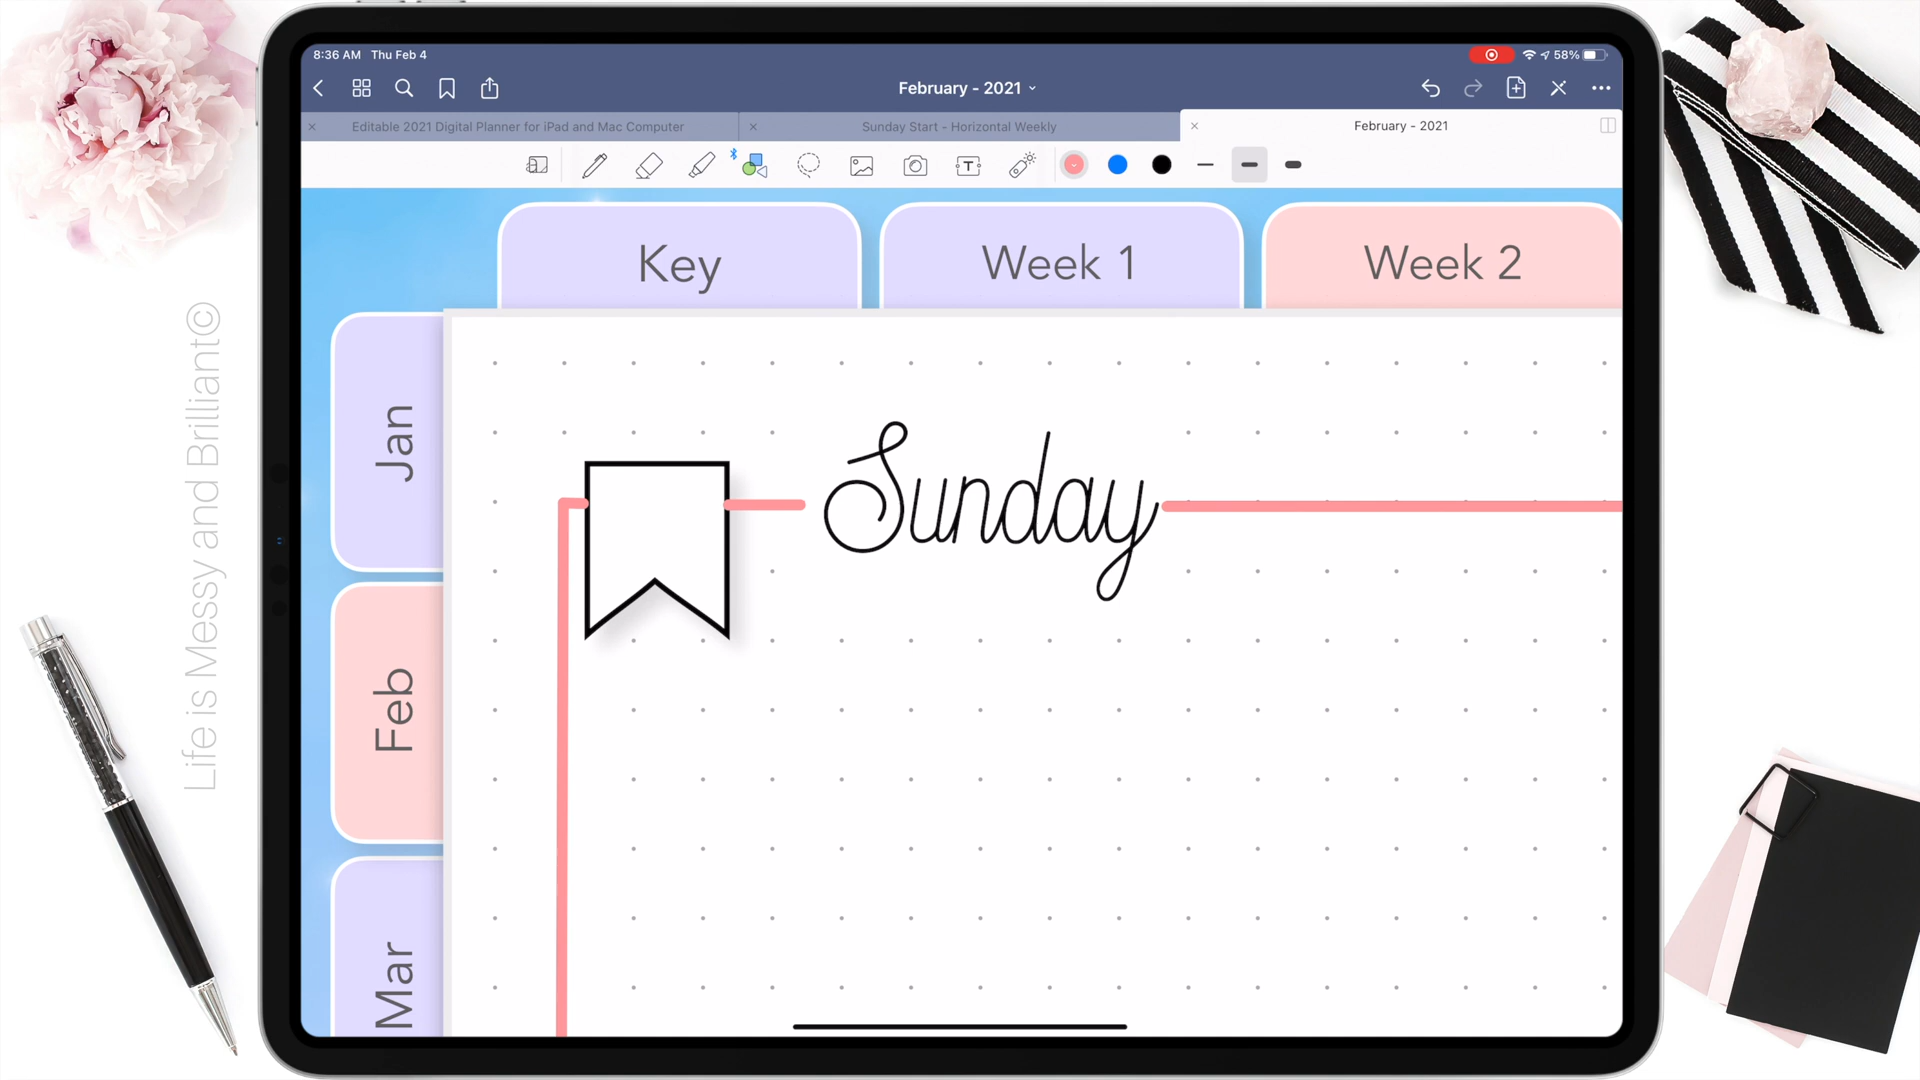 8:36 AM Thu Feb 4
58%
February - 2021
Editable 2021 Digital Planner for iPad and Mac Computer
Sunday Start - Horizontal Weekly
February - 2021
T
Key
Week 1
Week 2
Jan
Feb
Mar
Sunday
Life is Messy and Brilliant©